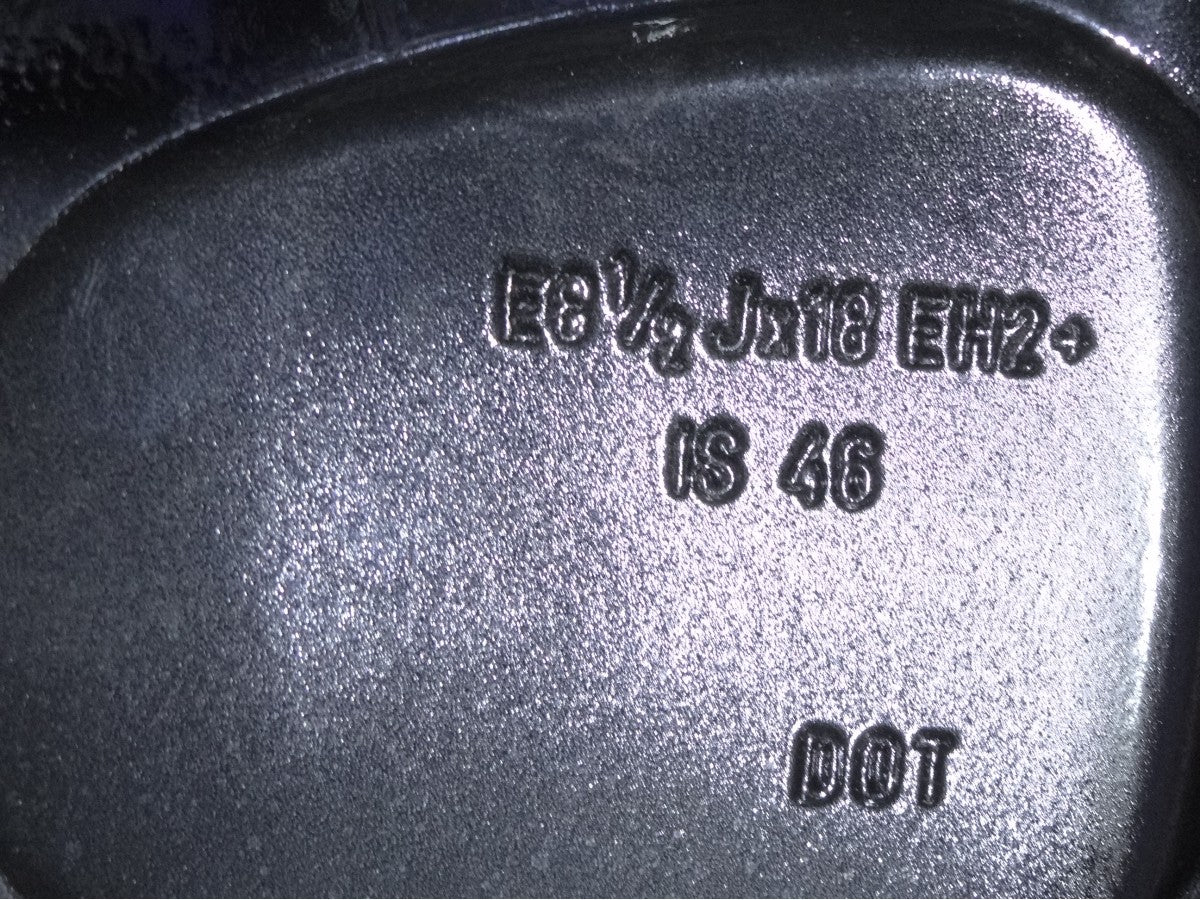 E8½Jx18 EH2+
IS 46
DOT